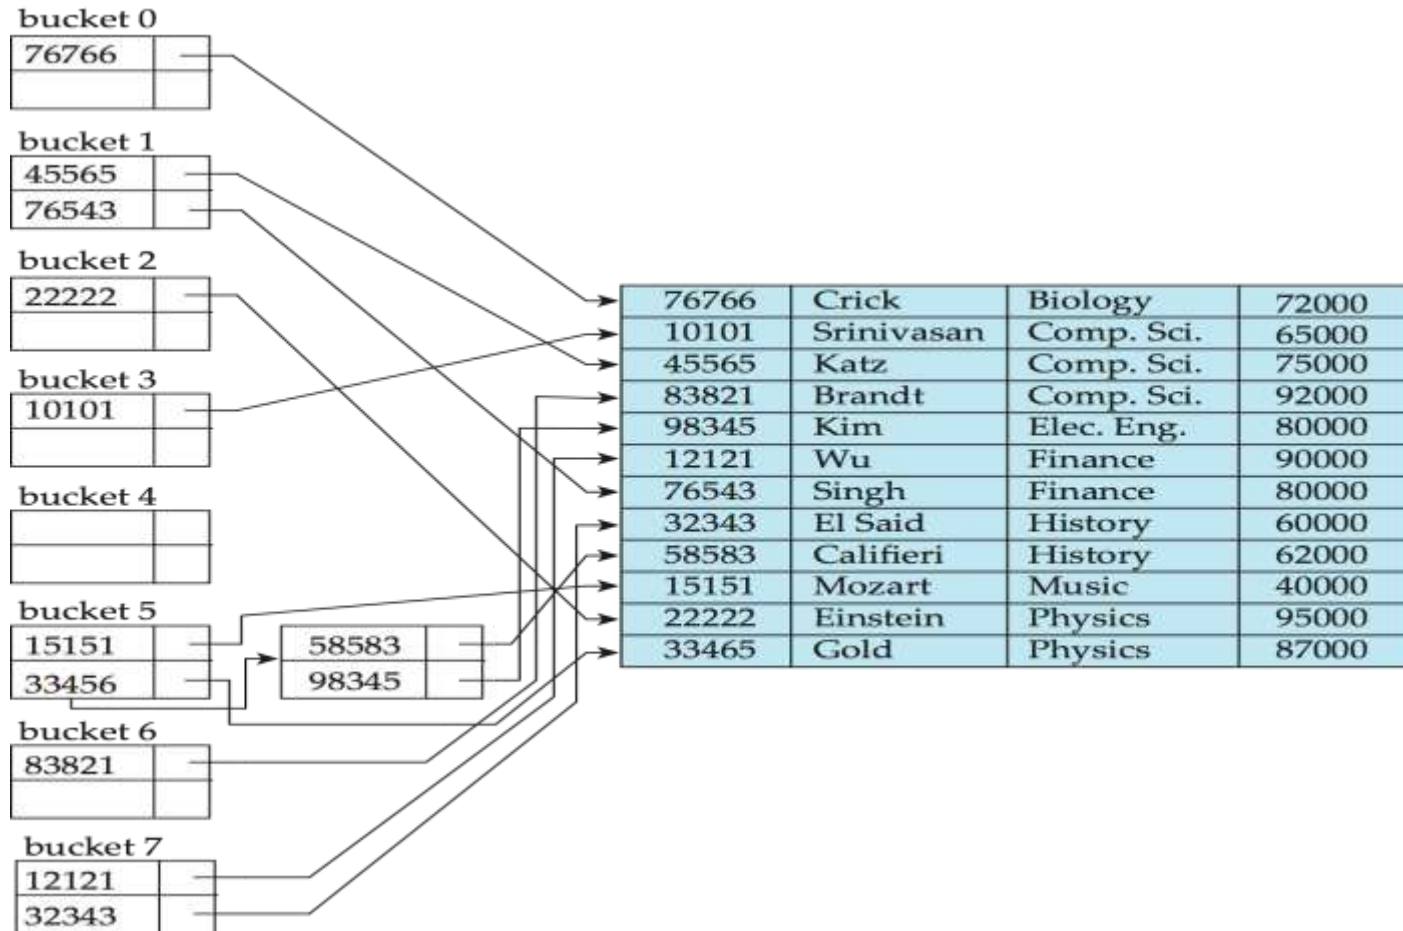 bucket 0
76766
bucket 1
45565
76543
bucket 2
22222
bucket 3
10101
bucket 4
bucket 5
15151
33456
58583
98345
bucket 6
83821
bucket 7
12121
32343
76766 Crick Biology 72000
10101 Srinivasan Comp. Sci. 65000
45565 Katz Comp. Sci. 75000
83821 Brandt Comp. Sci. 92000
98345 Kim Elec. Eng. 80000
12121 Wu Finance 90000
76543 Singh Finance 80000
32343 El Said History 60000
58583 Califieri History 62000
15151 Mozart Music 40000
22222 Einstein Physics 95000
33465 Gold Physics 87000